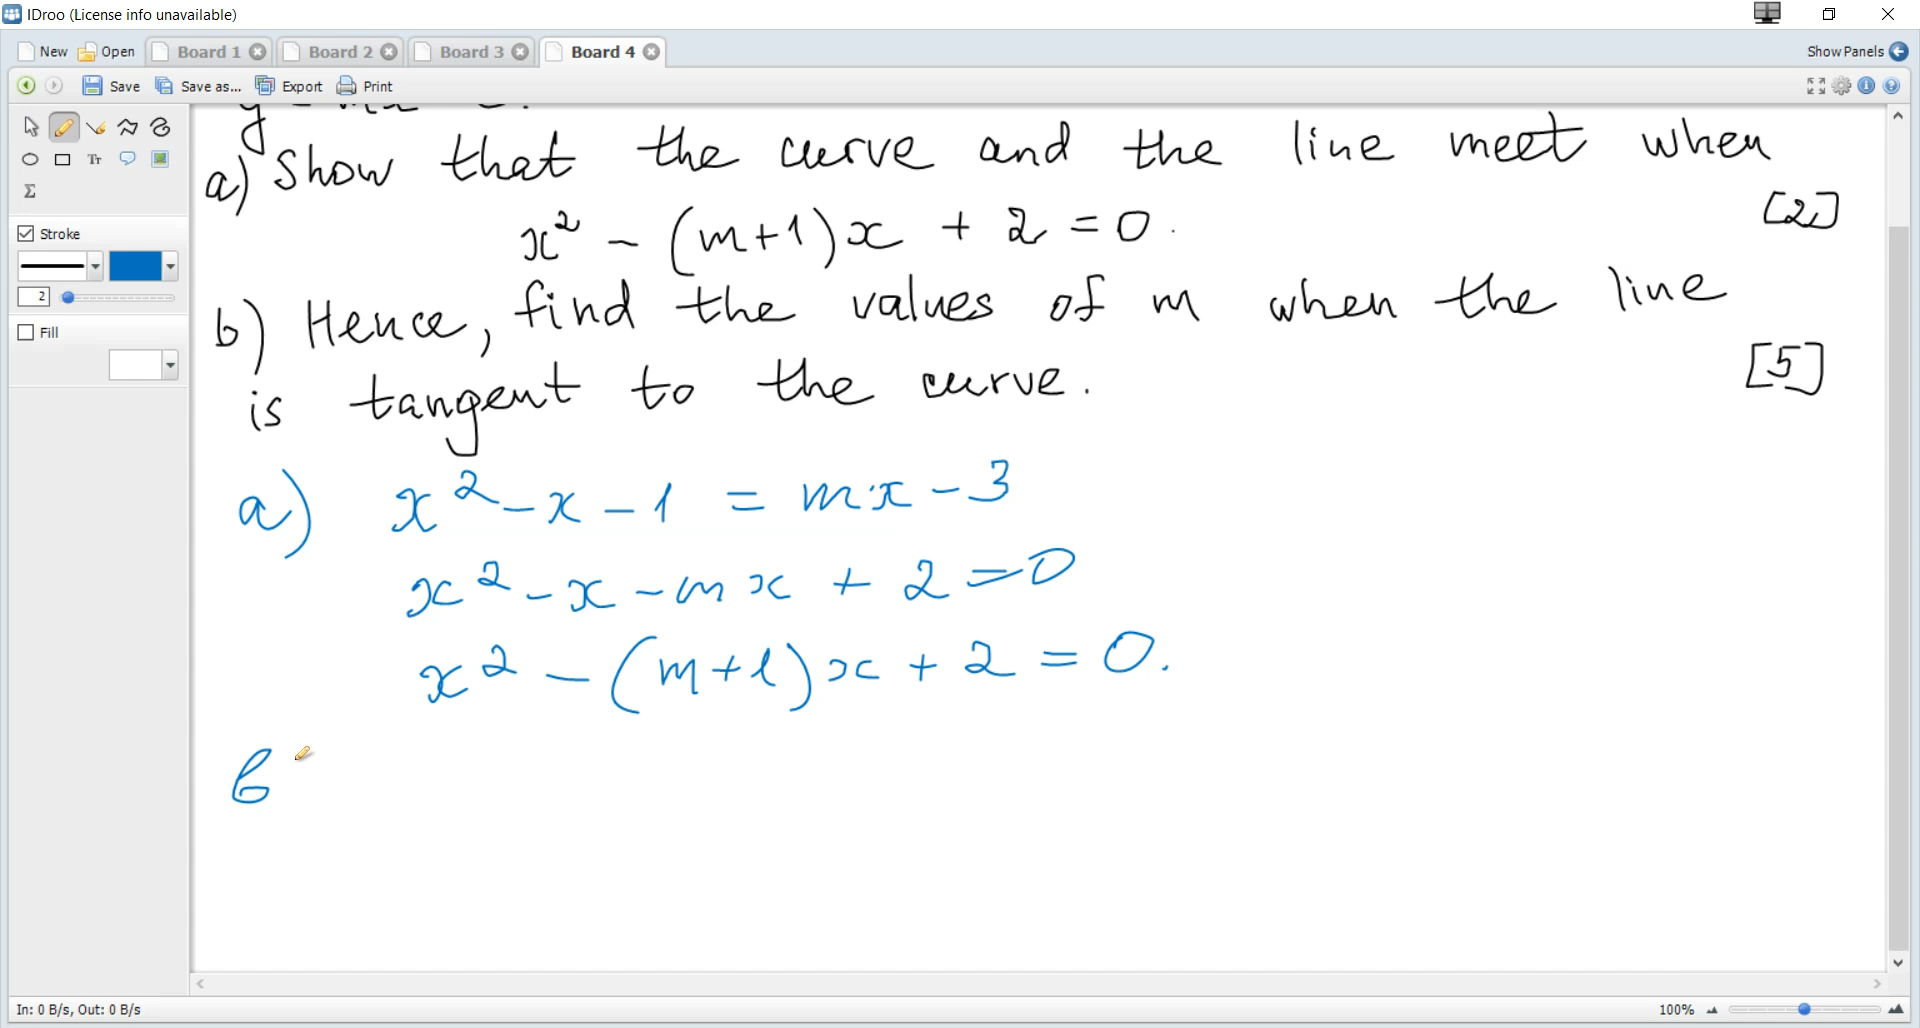 IDroo (License info unavailable)
New Open Board 1 Board 2 Board 3 Board 4 Show Panels
Save Save as... Export Print
Tt
Σ
Stroke
2
Fill
a) Show that the curve and the line meet when
x² - (m+1)x + 2 = 0. [2]
b) Hence, find the values of m when the line
is tangent to the curve. [5]
a) x² - x - 1 = mx - 3
x² - x - mx + 2 = 0
x² - (m+1)x + 2 = 0.
b
In: 0 B/s, Out: 0 B/s 100%